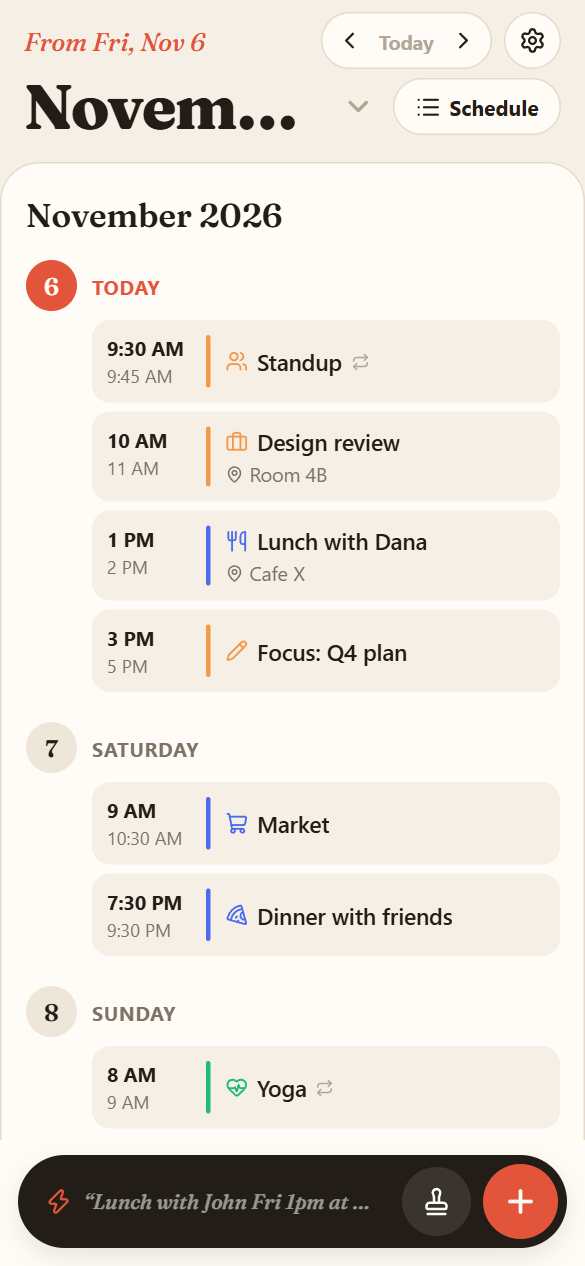 From Fri, Nov 6
Today
Novem...
Schedule
November 2026
6 TODAY
9:30 AM
9:45 AM
Standup
10 AM
11 AM
Design review
Room 4B
1 PM
2 PM
Lunch with Dana
Cafe X
3 PM
5 PM
Focus: Q4 plan
7 SATURDAY
9 AM
10:30 AM
Market
7:30 PM
9:30 PM
Dinner with friends
8 SUNDAY
8 AM
9 AM
Yoga
“Lunch with John Fri 1pm at ...